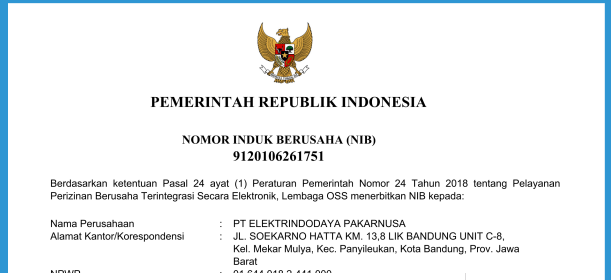 PEMERINTAH REPUBLIK INDONESIA
NOMOR INDUK BERUSAHA (NIB)
9120106261751
Berdasarkan ketentuan Pasal 24 ayat (1) Peraturan Pemerintah Nomor 24 Tahun 2018 tentang Pelayanan
Perizinan Berusaha Terintegrasi Secara Elektronik, Lembaga OSS menerbitkan NIB kepada:
Nama Perusahaan : PT ELEKTRINDODAYA PAKARNUSA
Alamat Kantor/Korespondensi : JL. SOEKARNO HATTA KM. 13,8 LIK BANDUNG UNIT C-8,
Kel. Mekar Mulya, Kec. Panyileukan, Kota Bandung, Prov. Jawa
Barat
NPWP :